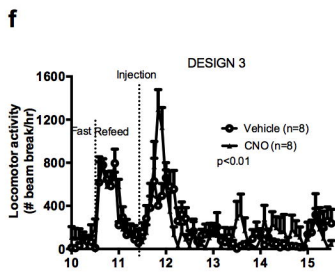 f
Injection
DESIGN 3
Fast Refeed
Locomotor activity
(# beam break/hr)
1600
1200
800
400
0
Vehicle (n=8)
CNO (n=8)
p<0.01
10 11 12 13 14 15